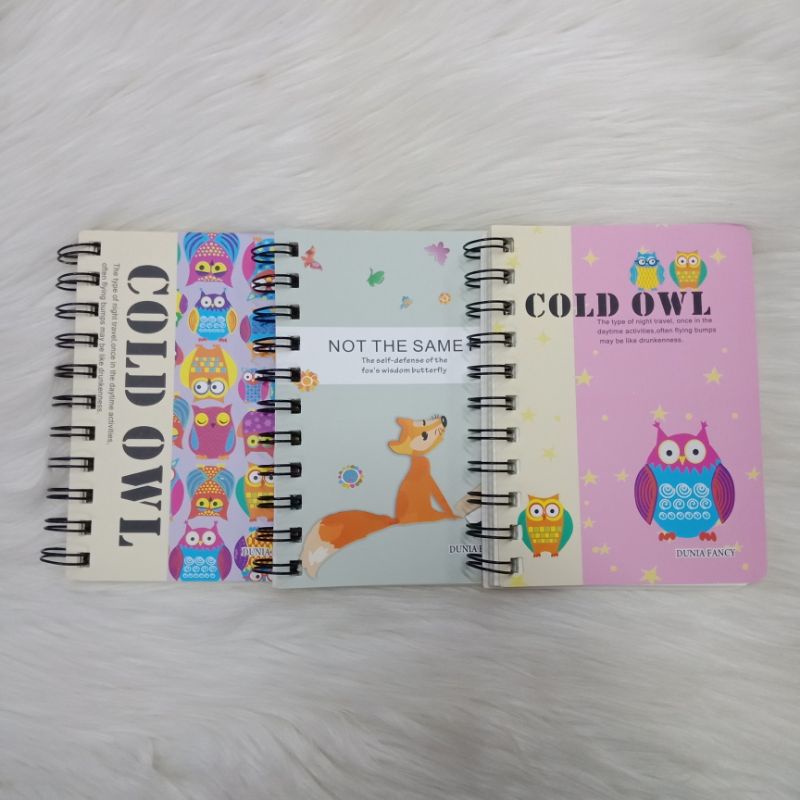 COLD OWL
The type of night travel,once in the daytime activities,
often flying bumps may be like drunkenness.
DUNIA
NOT THE SAME
The self-defense of the
fox's wisdom butterfly
DUNIA F
COLD OWL
The type of night travel, once in the
daytime activities,often flying bumps
may be like drunkenness.
DUNIA FANCY